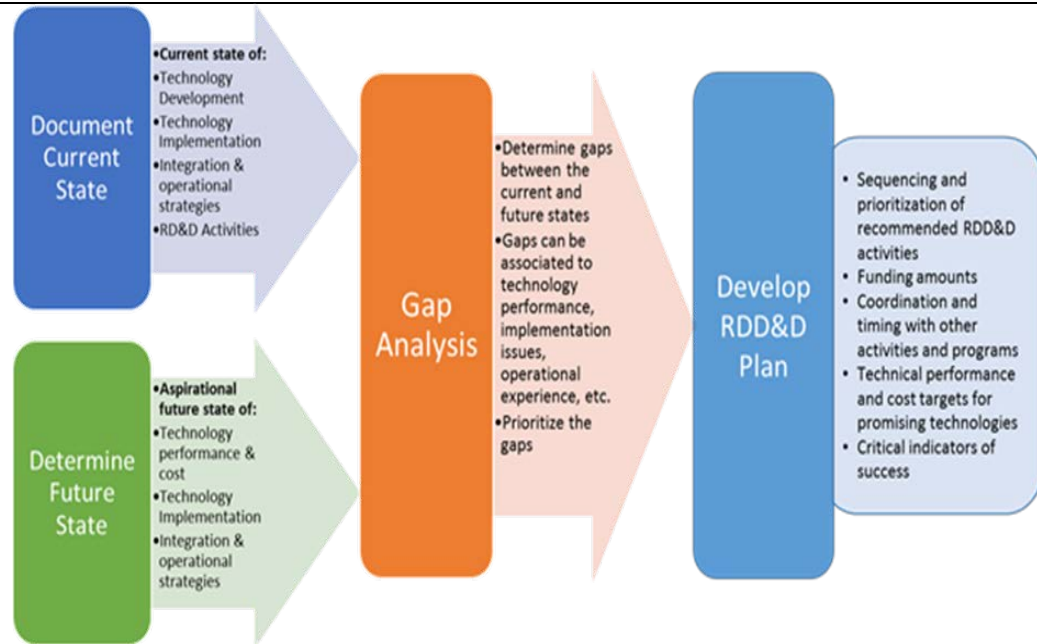 Document
Current
State
•Current state of:
•Technology
Development
•Technology
Implementation
•Integration &
operational
strategies
•RD&D Activities
Determine
Future
State
•Aspirational
future state of:
•Technology
performance &
cost
•Technology
Implementation
•Integration &
operational
strategies
Gap
Analysis
•Determine gaps
between the
current and
future states
•Gaps can be
associated to
technology
performance,
implementation
issues,
operational
experience, etc.
•Prioritize the
gaps
Develop
RDD&D
Plan
• Sequencing and
prioritization of
recommended RDD&D
activities
• Funding amounts
• Coordination and
timing with other
activities and programs
• Technical performance
and cost targets for
promising technologies
• Critical indicators of
success